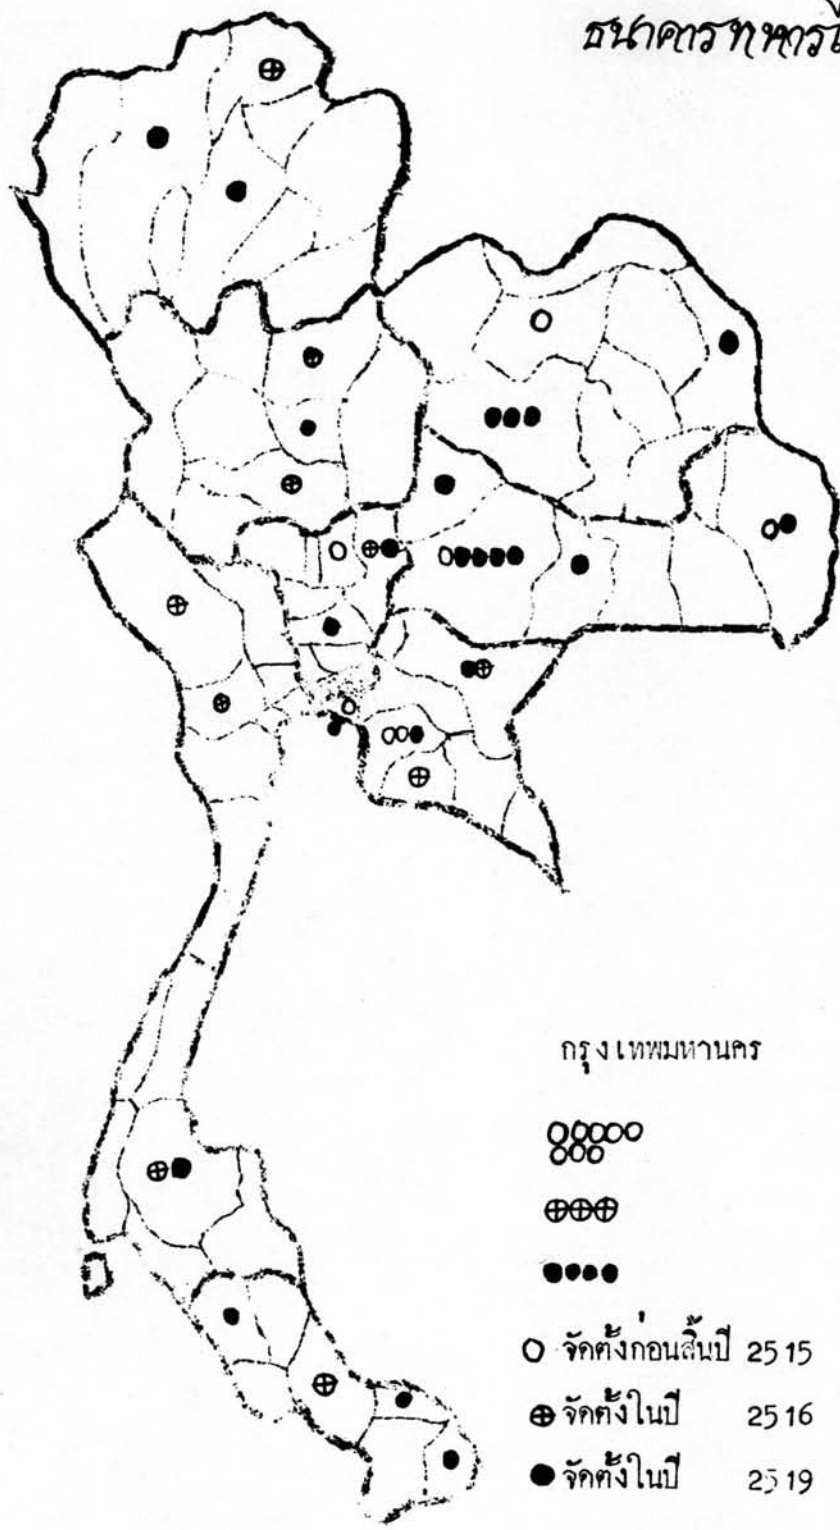 ธนาคารทหารไ
กรุงเทพมหานคร
จัดตั้งก่อนสิ้นปี 2515
จัดตั้งในปี 2516
จัดตั้งในปี 2519